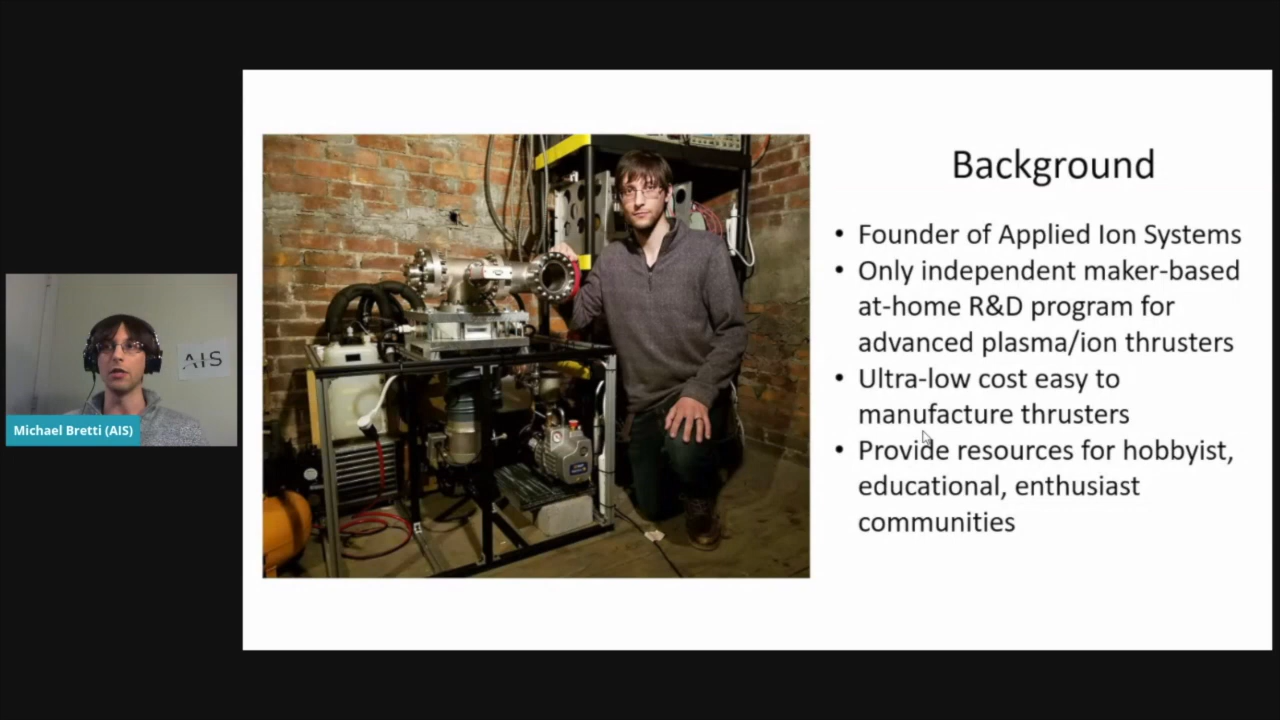 Background
• Founder of Applied Ion Systems
• Only independent maker-based
at-home R&D program for
advanced plasma/ion thrusters
• Ultra-low cost easy to
manufacture thrusters
• Provide resources for hobbyist,
educational, enthusiast
communities
AIS
Michael Bretti (AIS)